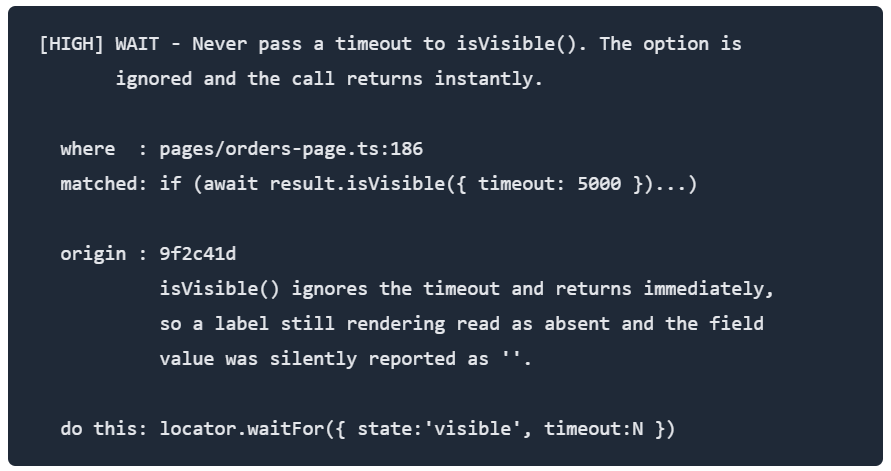 [HIGH] WAIT - Never pass a timeout to isVisible(). The option is
ignored and the call returns instantly.
where  : pages/orders-page.ts:186
matched: if (await result.isVisible({ timeout: 5000 })...)
origin : 9f2c41d
isVisible() ignores the timeout and returns immediately,
so a label still rendering read as absent and the field
value was silently reported as ''.
do this: locator.waitFor({ state:'visible', timeout:N })